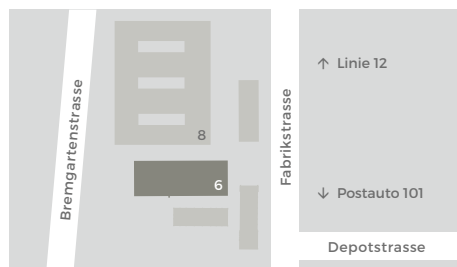 Linie 12
Bremgartenstrasse
Fabrikstrasse
8
6
Postauto 101
Depotstrasse